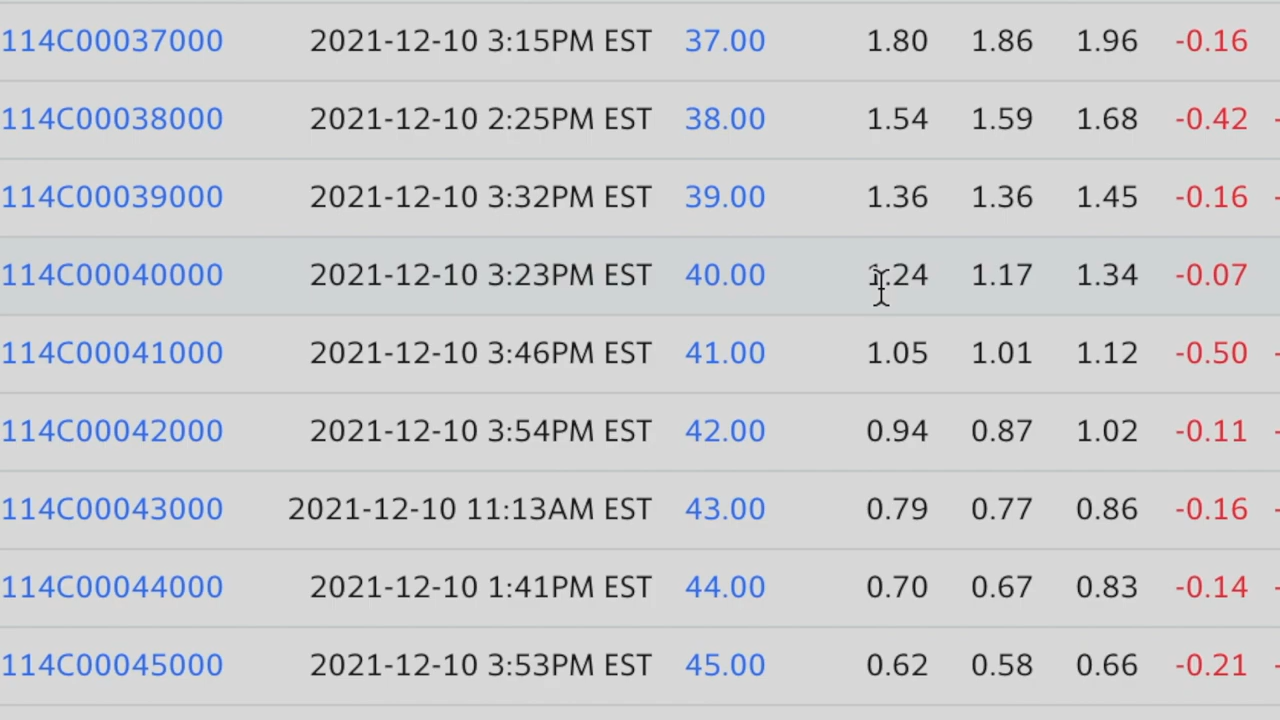 114C00037000 2021-12-10 3:15PM EST 37.00 1.80 1.86 1.96 -0.16
114C00038000 2021-12-10 2:25PM EST 38.00 1.54 1.59 1.68 -0.42
114C00039000 2021-12-10 3:32PM EST 39.00 1.36 1.36 1.45 -0.16
114C00040000 2021-12-10 3:23PM EST 40.00 1.24 1.17 1.34 -0.07
114C00041000 2021-12-10 3:46PM EST 41.00 1.05 1.01 1.12 -0.50
114C00042000 2021-12-10 3:54PM EST 42.00 0.94 0.87 1.02 -0.11
114C00043000 2021-12-10 11:13AM EST 43.00 0.79 0.77 0.86 -0.16
114C00044000 2021-12-10 1:41PM EST 44.00 0.70 0.67 0.83 -0.14
114C00045000 2021-12-10 3:53PM EST 45.00 0.62 0.58 0.66 -0.21